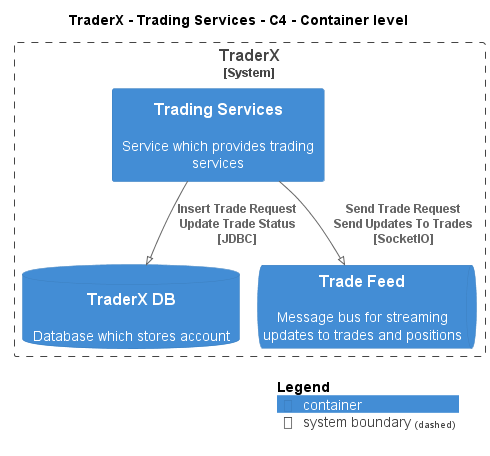 TraderX - Trading Services - C4 - Container level
TraderX
[System]
Trading Services
Service which provides trading
services
Insert Trade Request
Update Trade Status
[JDBC]
Send Trade Request
Send Updates To Trades
[SocketIO]
TraderX DB
Database which stores account
Trade Feed
Message bus for streaming
updates to trades and positions
Legend
container
system boundary (dashed)